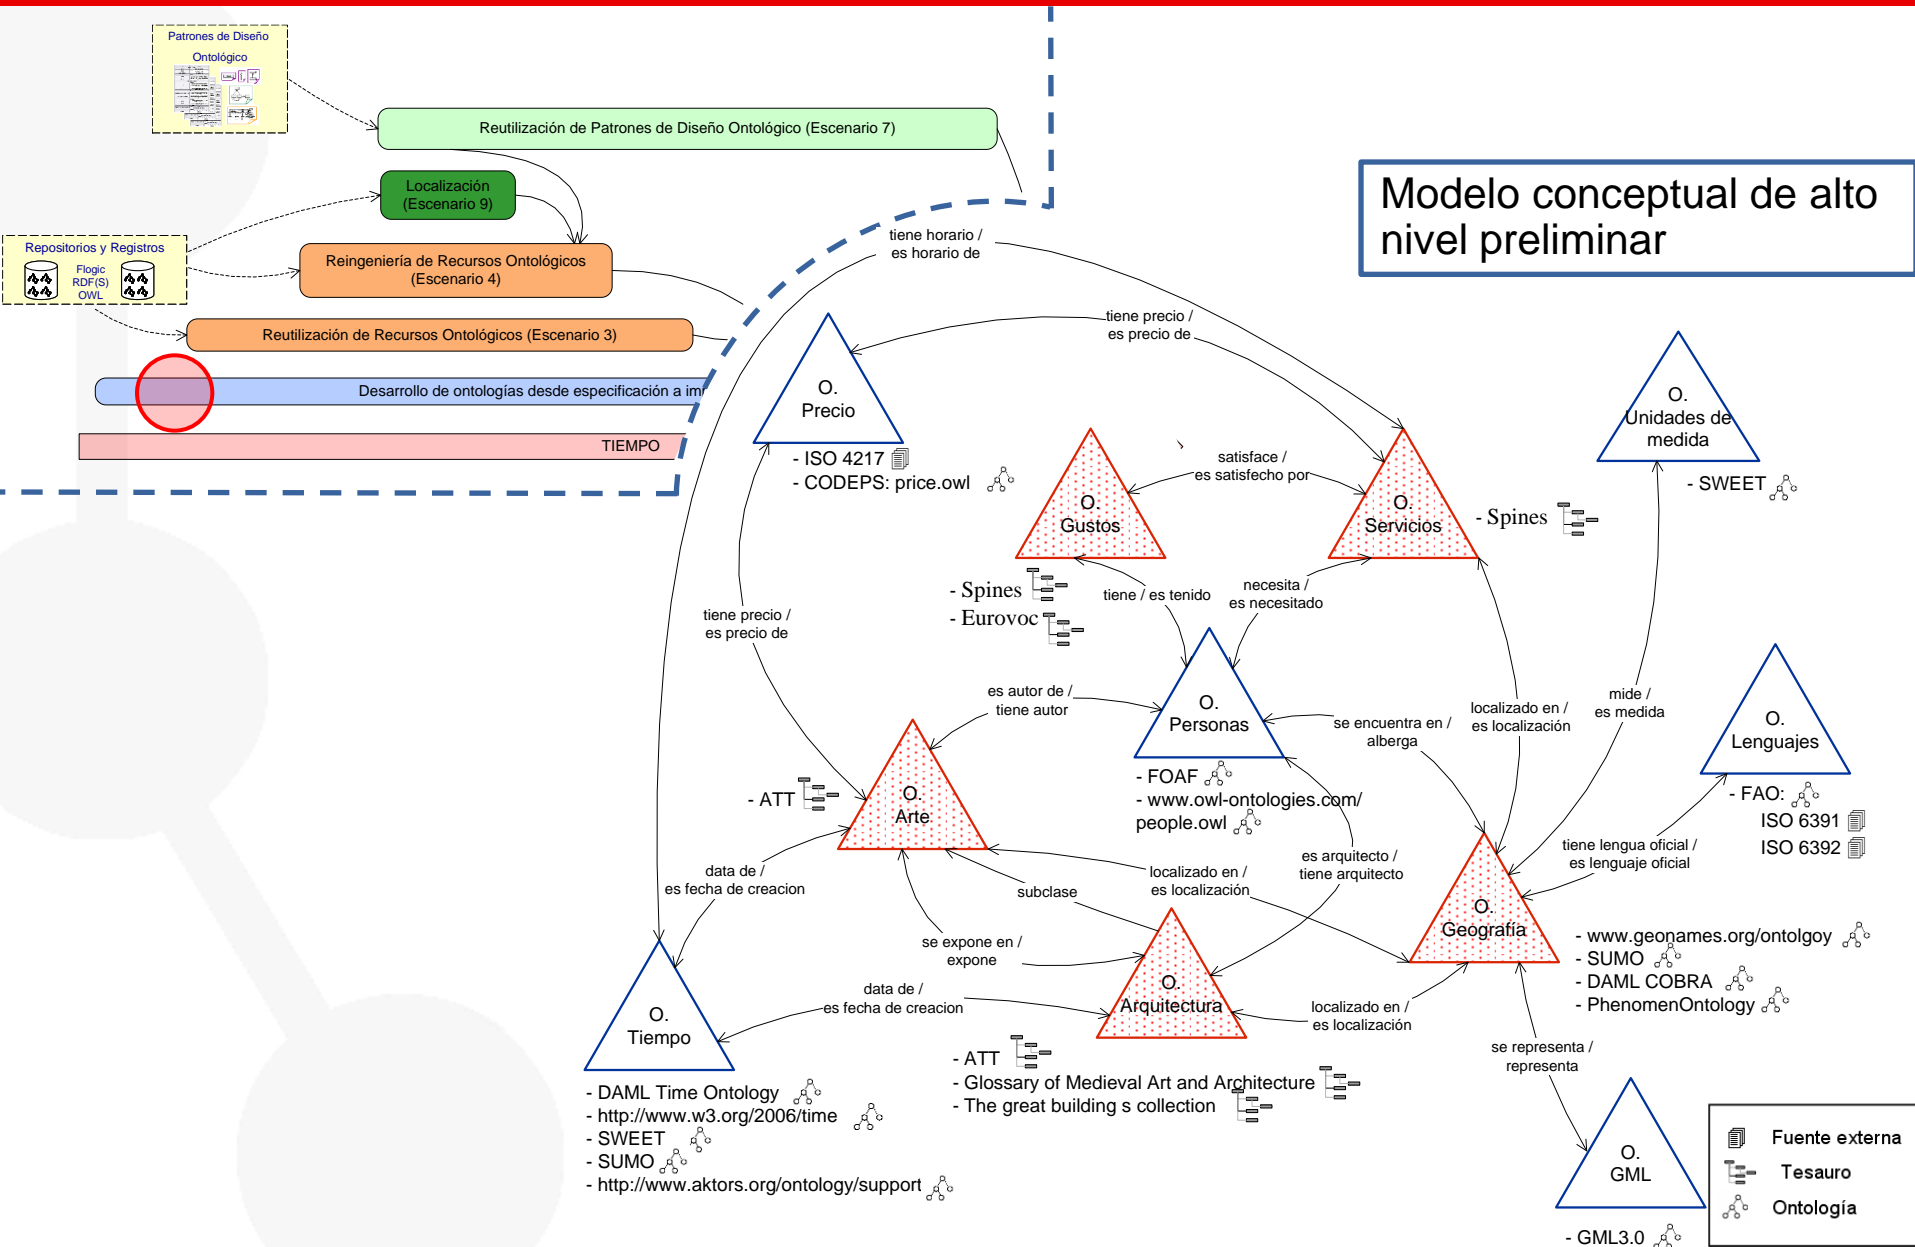 Patrones de Diseño
Ontológico
Reutilización de Patrones de Diseño Ontológico (Escenario 7)
Localización
(Escenario 9)
Repositorios y Registros
Flogic
RDF(S)
OWL
Reingeniería de Recursos Ontológicos
(Escenario 4)
Reutilización de Recursos Ontológicos (Escenario 3)
Desarrollo de ontologías desde especificación a im
TIEMPO
Modelo conceptual de alto
nivel preliminar
tiene horario /
es horario de
tiene precio /
es precio de
O.
Precio
- ISO 4217
- CODEPS: price.owl
O.
Unidades de
medida
- SWEET
satisface /
es satisfecho por
O.
Gustos
- Spines
- Eurovoc
O.
Servicios
- Spines
tiene / es tenido
necesita /
es necesitado
tiene precio /
es precio de
es autor de /
tiene autor
O.
Personas
- FOAF
- www.owl-ontologies.com/
people.owl
se encuentra en /
alberga
localizado en /
es localización
mide /
es medida
O.
Lenguajes
- FAO:
ISO 6391
ISO 6392
- ATT
O.
Arte
data de /
es fecha de creacion
subclase
localizado en /
es localización
es arquitecto /
tiene arquitecto
tiene lengua oficial /
es lenguaje oficial
O.
Geografía
- www.geonames.org/ontolgoy
- SUMO
- DAML COBRA
- PhenomenOntology
se expone en /
expone
data de /
es fecha de creacion
O.
Arquitectura
localizado en /
es localización
- ATT
- Glossary of Medieval Art and Architecture
- The great building s collection
O.
Tiempo
- DAML Time Ontology
- http://www.w3.org/2006/time
- SWEET
- SUMO
- http://www.aktors.org/ontology/support
se representa /
representa
O.
GML
- GML3.0
Fuente externa
Tesauro
Ontología